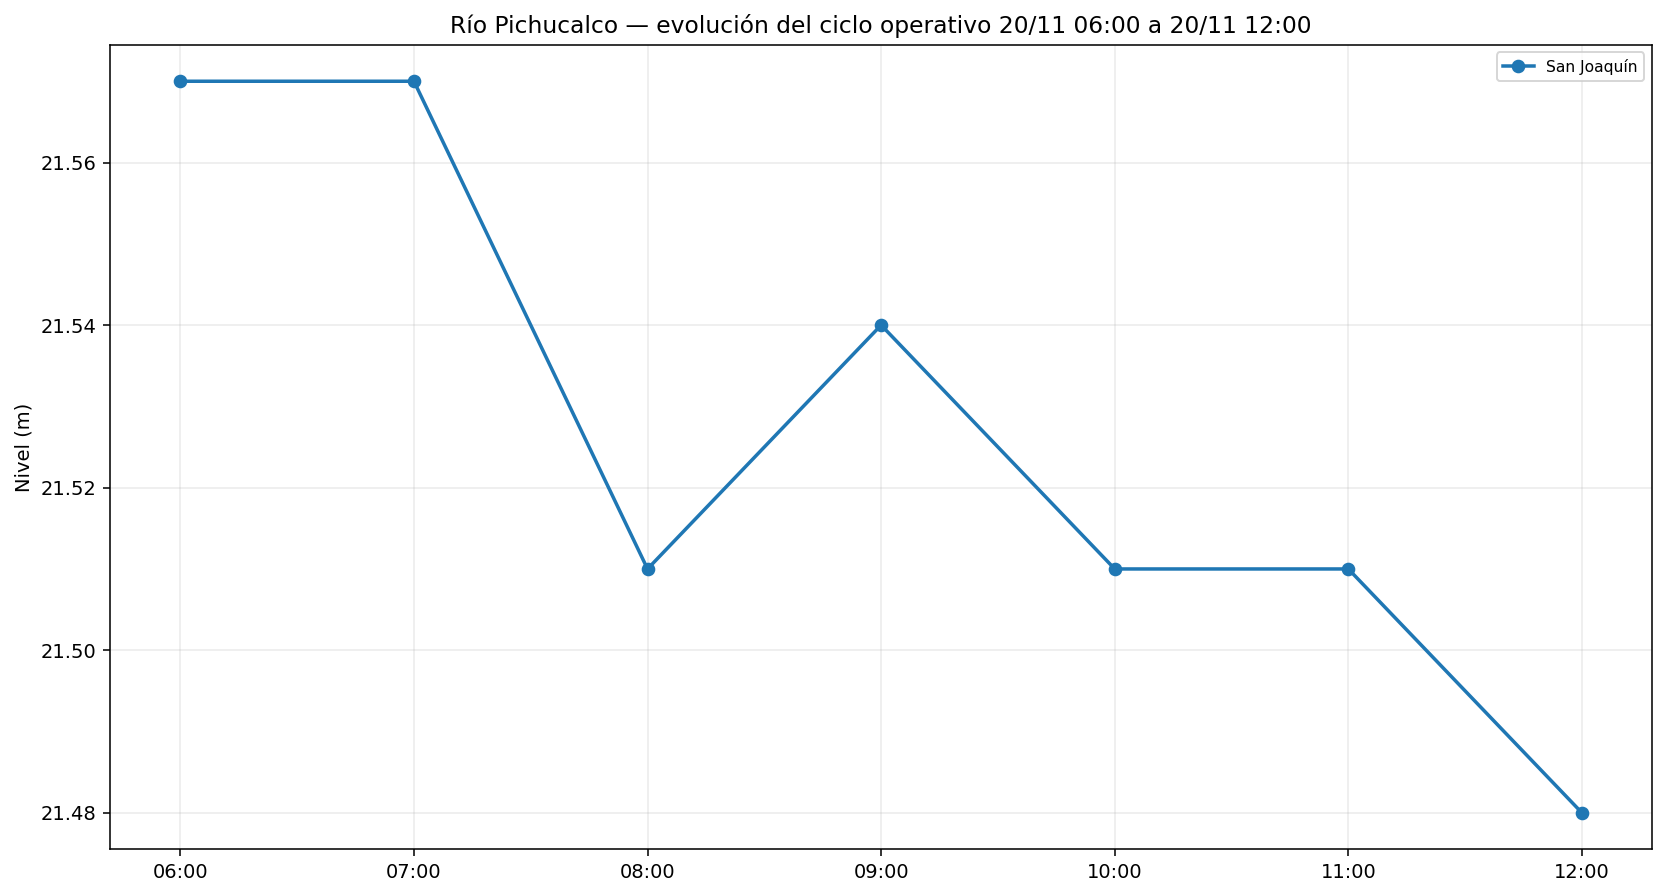 Río Pichucalco — evolución del ciclo operativo 20/11 06:00 a 20/11 12:00
San Joaquín
Nivel (m)
21.56
21.54
21.52
21.50
21.48
06:00 07:00 08:00 09:00 10:00 11:00 12:00